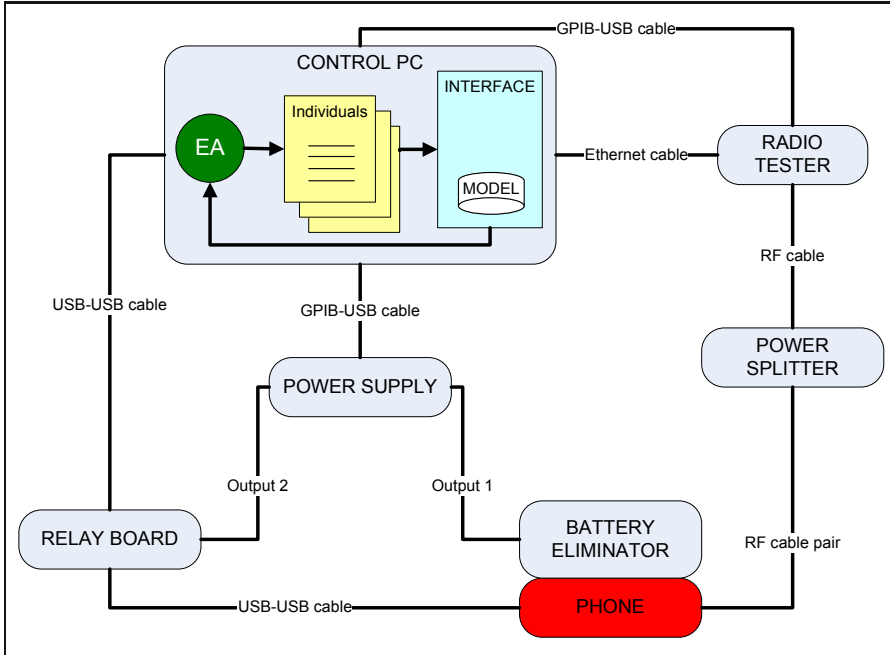 GPIB-USB cable
CONTROL PC
INTERFACE
Individuals
EA
MODEL
Ethernet cable
RADIO
TESTER
USB-USB cable
GPIB-USB cable
RF cable
POWER SUPPLY
POWER
SPLITTER
Output 2
Output 1
RELAY BOARD
BATTERY
ELIMINATOR
RF cable pair
USB-USB cable
PHONE